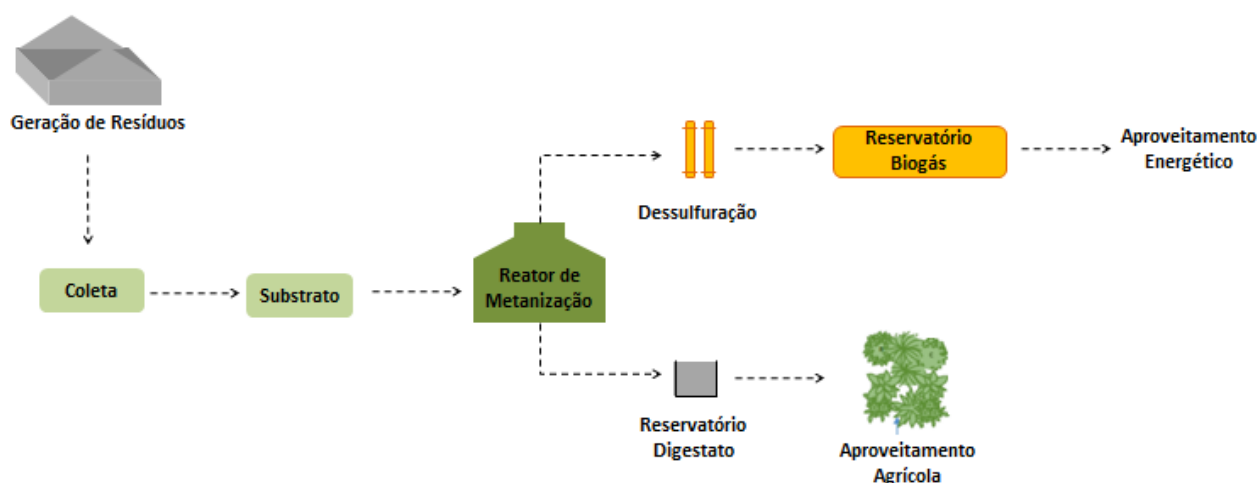 Geração de Resíduos
Coleta
Substrato
Reator de
Metanização
Dessulfuração
Reservatório
Biogás
Aproveitamento
Energético
Reservatório
Digestato
Aproveitamento
Agrícola